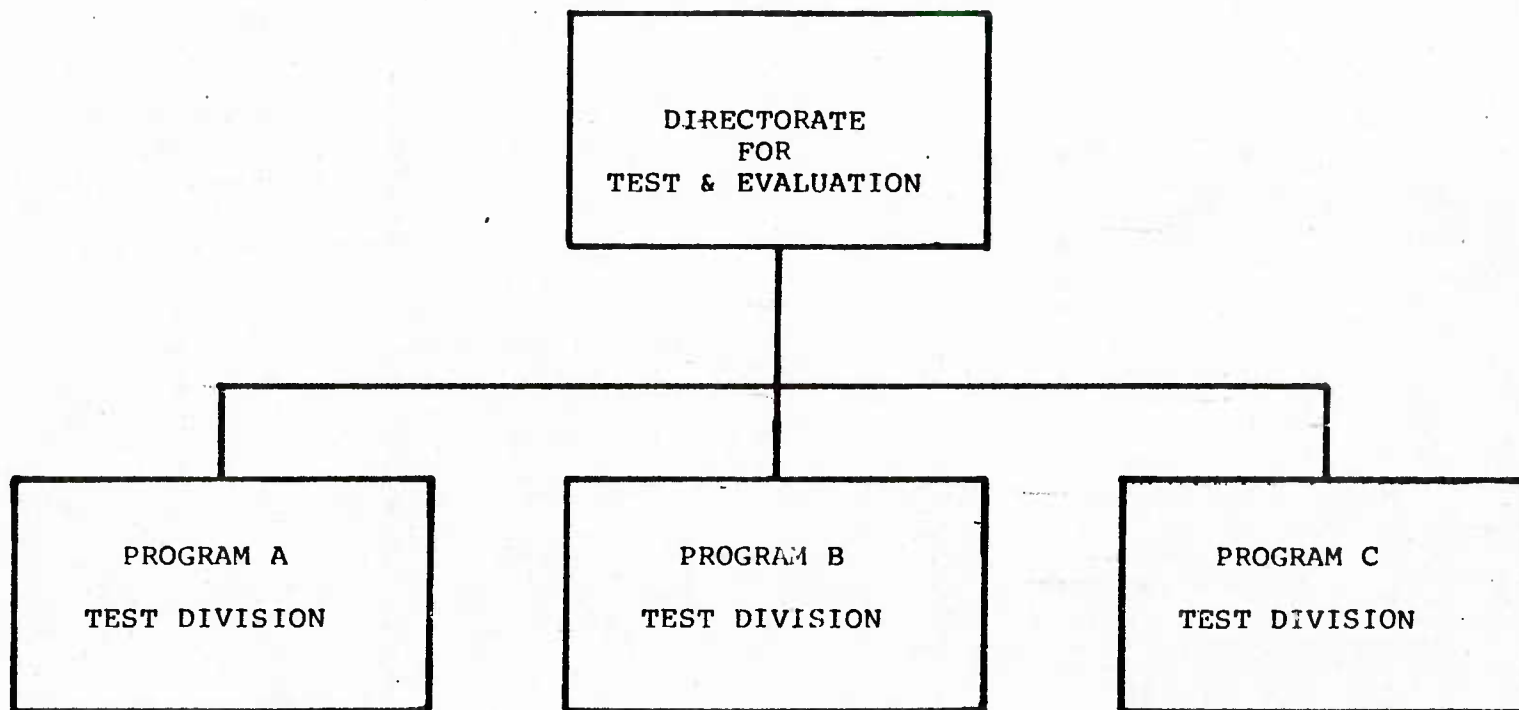 DIRECTORATE
FOR
TEST & EVALUATION
PROGRAM A
TEST DIVISION
PROGRAM B
TEST DIVISION
PROGRAM C
TEST DIVISION